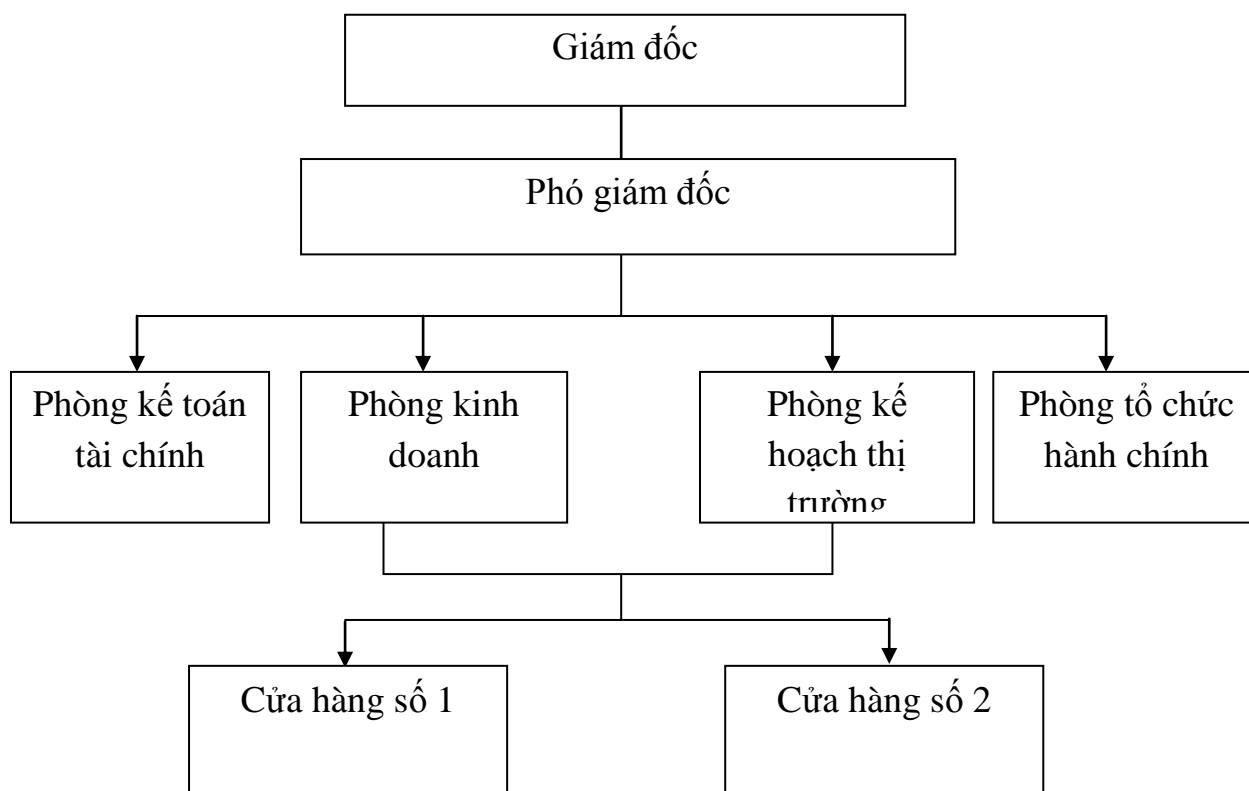 Giám đốc
Phó giám đốc
Phòng kế toán
tài chính
Phòng kinh
doanh
Phòng kế
hoạch thị
trường
Phòng tổ chức
hành chính
Cửa hàng số 1
Cửa hàng số 2